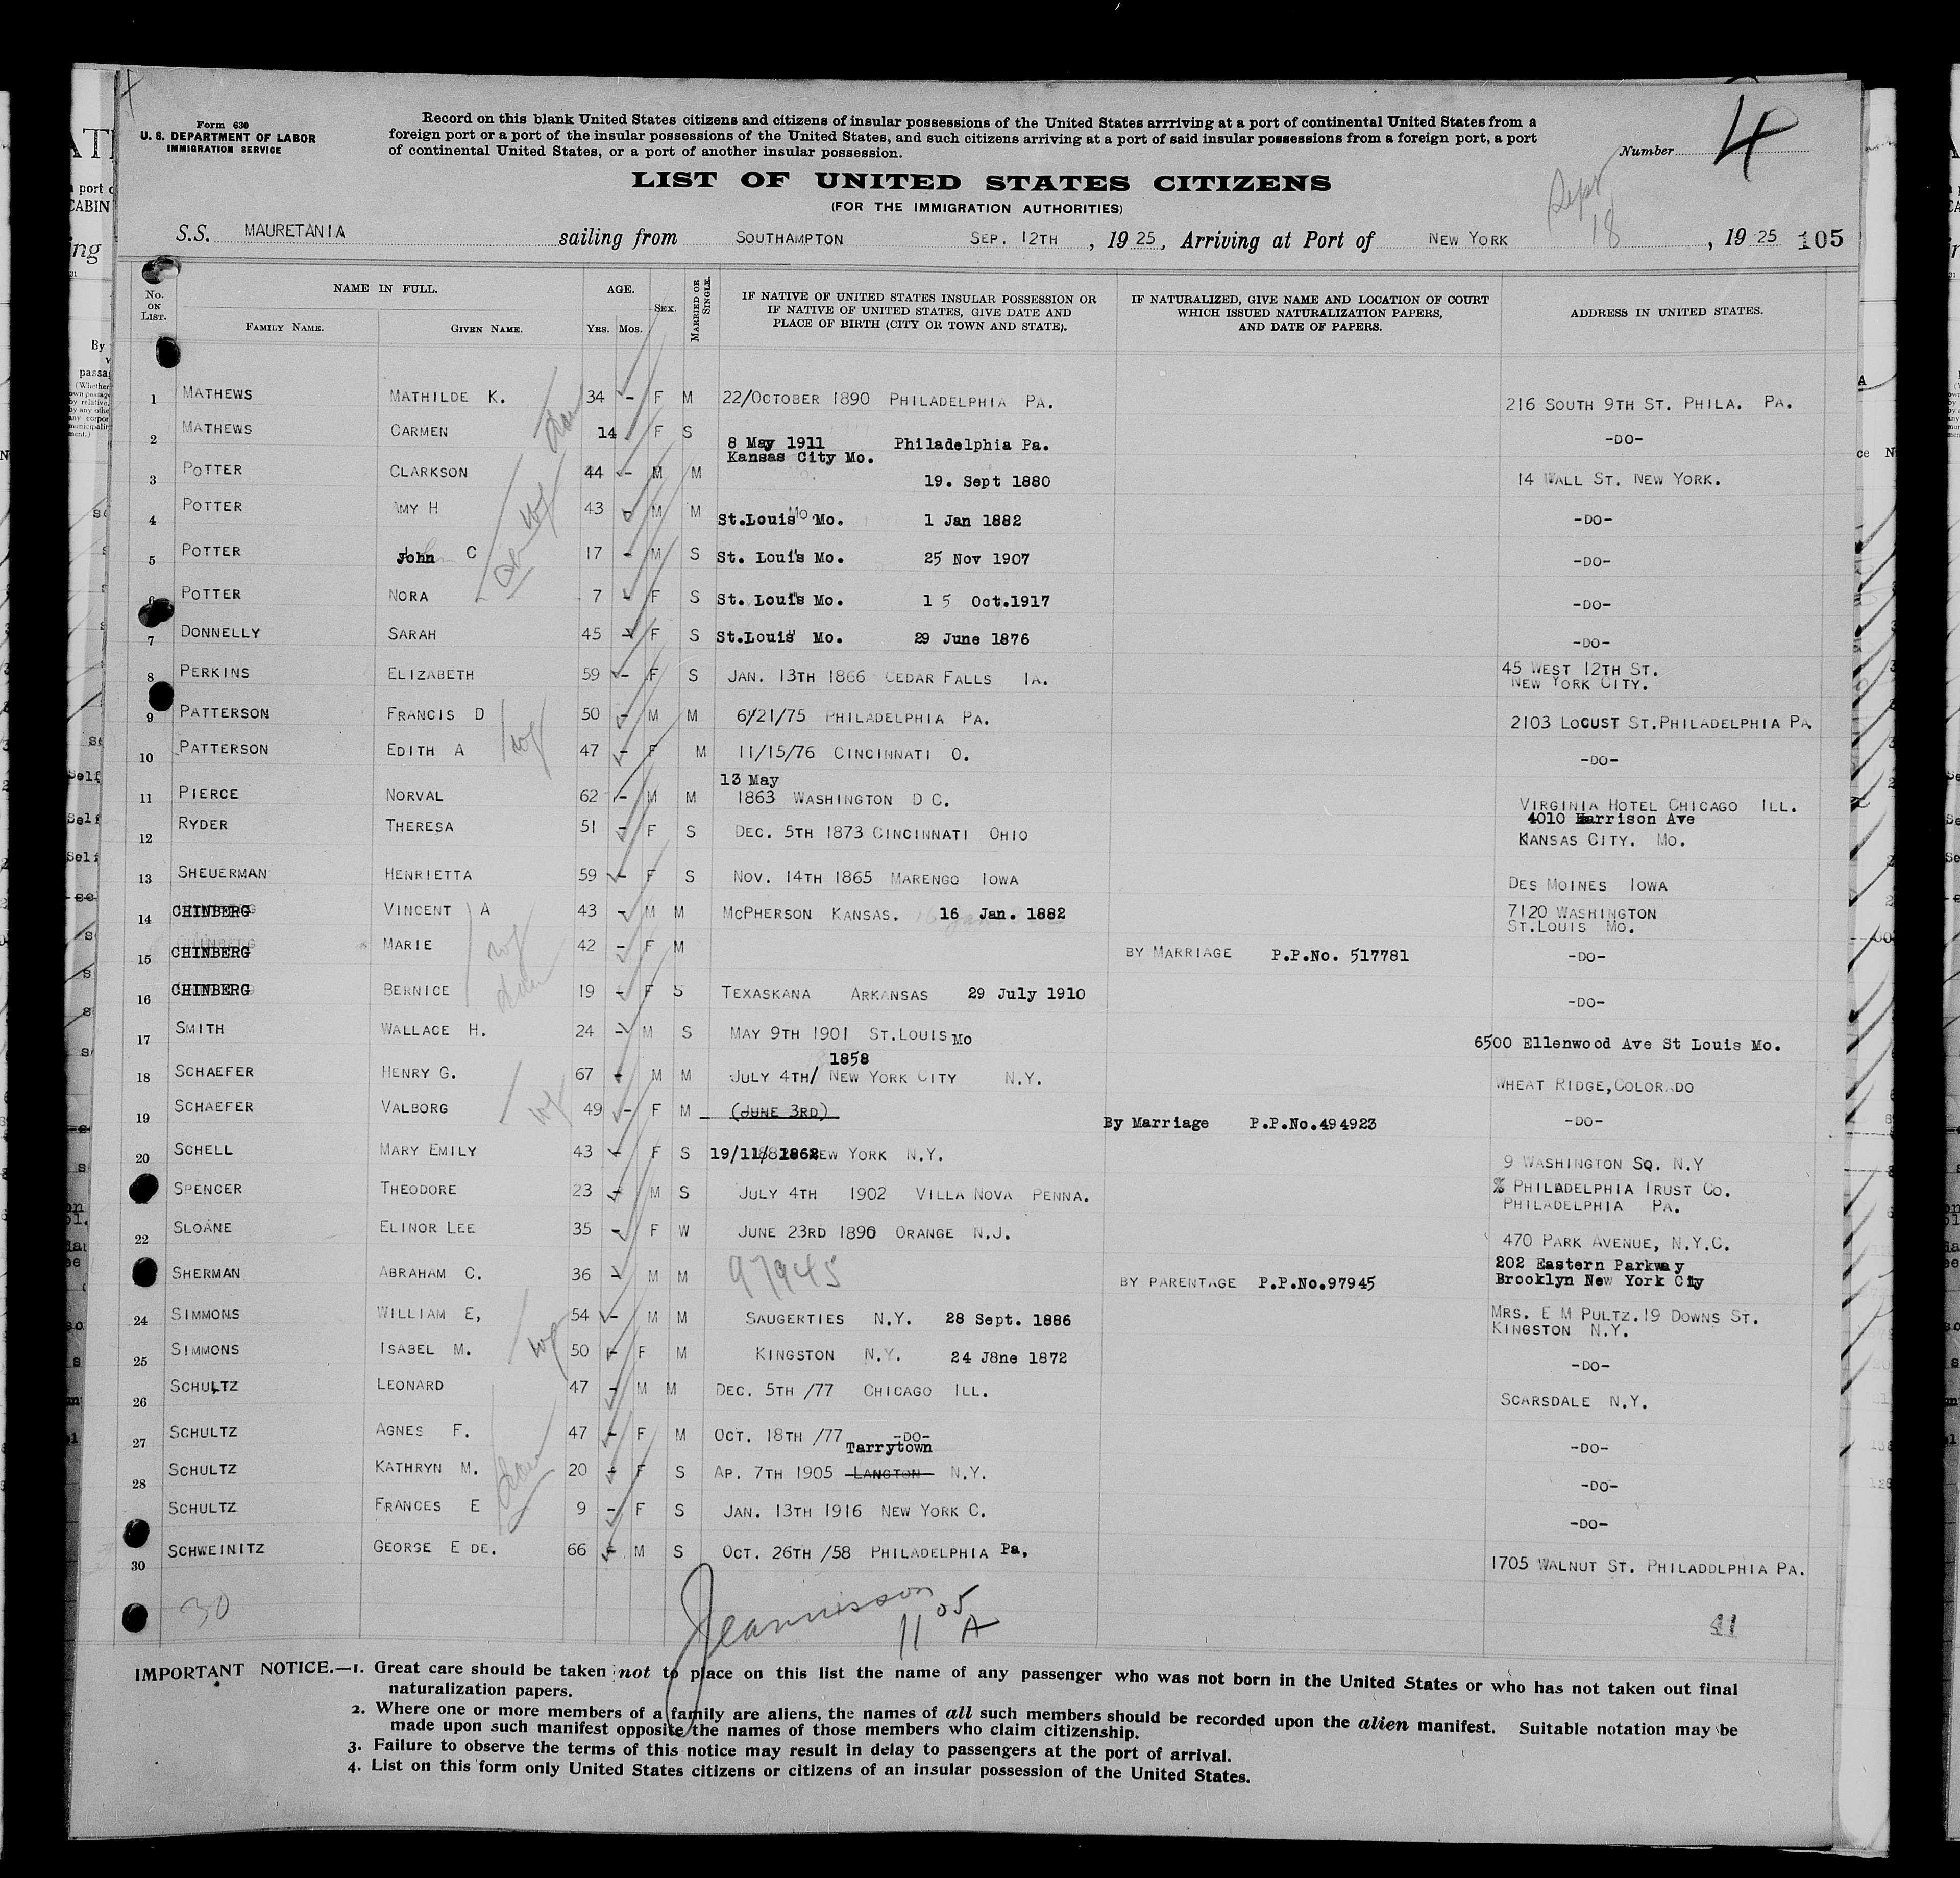 Form 630
U. S. DEPARTMENT OF LABOR
IMMIGRATION SERVICE
Record on this blank United States citizens and citizens of insular possessions of the United States arrriving at a port of continental United States from a
foreign port or a port of the insular possessions of the United States, and such citizens arriving at a port of said insular possessions from a foreign port, a port
of continental United States, or a port of another insular possession.
Number 4
LIST OF UNITED STATES CITIZENS
(FOR THE IMMIGRATION AUTHORITIES)
S.S. MAURETANIA sailing from SOUTHAMPTON SEP. 12TH , 19 25, Arriving at Port of NEW YORK Sept 18 , 19 25 105
No. ON LIST. NAME IN FULL. FAMILY NAME. GIVEN NAME. AGE. YRS. MOS. SEX. MARRIED OR SINGLE.
IF NATIVE OF UNITED STATES INSULAR POSSESSION OR
IF NATIVE OF UNITED STATES, GIVE DATE AND
PLACE OF BIRTH (CITY OR TOWN AND STATE).
IF NATURALIZED, GIVE NAME AND LOCATION OF COURT
WHICH ISSUED NATURALIZATION PAPERS,
AND DATE OF PAPERS.
ADDRESS IN UNITED STATES.
1 MATHEWS MATHILDE K. 34 - F M 22/OCTOBER 1890 PHILADELPHIA PA. 216 SOUTH 9TH ST. PHILA. PA.
2 MATHEWS CARMEN 14 F S 8 May 1911 Philadelphia Pa. -DO-
3 POTTER CLARKSON 44 - M M Kansas City Mo. 19. Sept 1880 14 WALL ST. NEW YORK.
4 POTTER AMY H 43 - M M St.Louis Mo. 1 Jan 1882 -DO-
5 POTTER John C 17 - M S St. Louis Mo. 25 Nov 1907 -DO-
6 POTTER NORA 7 - F S St. Louis Mo. 1 5 Oct.1917 -DO-
7 DONNELLY SARAH 45 - F S St.Louis Mo. 29 June 1876 -DO-
8 PERKINS ELIZABETH 59 - F S JAN. 13TH 1866 CEDAR FALLS IA. 45 WEST 12TH ST.
NEW YORK CITY.
9 PATTERSON FRANCIS D 50 - M M 6/21/75 PHILADELPHIA PA. 2103 LOCUST ST.PHILADELPHIA PA
10 PATTERSON EDITH A 47 - F M 11/15/76 CINCINNATI O. -DO-
13 May
11 PIERCE NORVAL 62 - M M 1863 WASHINGTON D C. VIRGINIA HOTEL CHICAGO ILL.
12 RYDER THERESA 51 - F S DEC. 5TH 1873 CINCINNATI OHIO 4010 Harrison Ave
KANSAS CITY. MO.
13 SHEUERMAN HENRIETTA 59 - F S NOV. 14TH 1865 MARENGO IOWA DES MOINES IOWA
14 CHINBERG VINCENT A 43 - M M MCPHERSON KANSAS. 16 Jan. 1882 7120 WASHINGTON
ST.LOUIS MO.
15 CHINBERG MARIE 42 - F M BY MARRIAGE P.P.No. 517781 -DO-
16 CHINBERG BERNICE 19 - F S TEXASKANA ARKANSAS 29 July 1910 -DO-
17 SMITH WALLACE H. 24 - M S MAY 9TH 1901 ST.LOUIS Mo 6500 Ellenwood Ave St Louis Mo.
1858
18 SCHAEFER HENRY G. 67 - M M JULY 4TH/ NEW YORK CITY N.Y. WHEAT RIDGE,COLORADO
19 SCHAEFER VALBORG 49 - F M (JUNE 3RD) By Marriage P.P.No.494923 -DO-
20 SCHELL MARY EMILY 43 - F S 19/11/ 1862 NEW YORK N.Y. 9 WASHINGTON SQ. N.Y
SPENCER THEODORE 23 - M S JULY 4TH 1902 VILLA NOVA PENNA. % PHILADELPHIA TRUST CO.
PHILADELPHIA PA.
22 SLOANE ELINOR LEE 35 - F W JUNE 23RD 1890 ORANGE N.J. 470 PARK AVENUE, N.Y.C.
SHERMAN ABRAHAM C. 36 - M M 97945 BY PARENTAGE P.P.No.97945 202 Eastern Parkway
Brooklyn New York City
24 SIMMONS WILLIAM E, 54 - M M SAUGERTIES N.Y. 28 Sept. 1886 MRS. E M PULTZ.19 DOWNS ST.
KINGSTON N.Y.
25 SIMMONS ISABEL M. 50 - F M KINGSTON N.Y. 24 J8ne 1872 -DO-
26 SCHULTZ LEONARD 47 - M M DEC. 5TH /77 CHICAGO ILL. SCARSDALE N.Y.
27 SCHULTZ AGNES F. 47 - F M OCT. 18TH /77 -DO- -DO-
Tarrytown
28 SCHULTZ KATHRYN M. 20 - F S AP. 7TH 1905 LANGTON N.Y. -DO-
SCHULTZ FRANCES E 9 - F S JAN. 13TH 1916 NEW YORK C. -DO-
30 SCHWEINITZ GEORGE E DE. 66 - M S OCT. 26TH /58 PHILADELPHIA Pa, 1705 WALNUT ST. PHILADDLPHIA PA.
30
11 05 A
IMPORTANT NOTICE.—1. Great care should be taken not to place on this list the name of any passenger who was not born in the United States or who has not taken out final
naturalization papers.
2. Where one or more members of a family are aliens, the names of all such members should be recorded upon the alien manifest. Suitable notation may be
made upon such manifest opposite the names of those members who claim citizenship.
3. Failure to observe the terms of this notice may result in delay to passengers at the port of arrival.
4. List on this form only United States citizens or citizens of an insular possession of the United States.